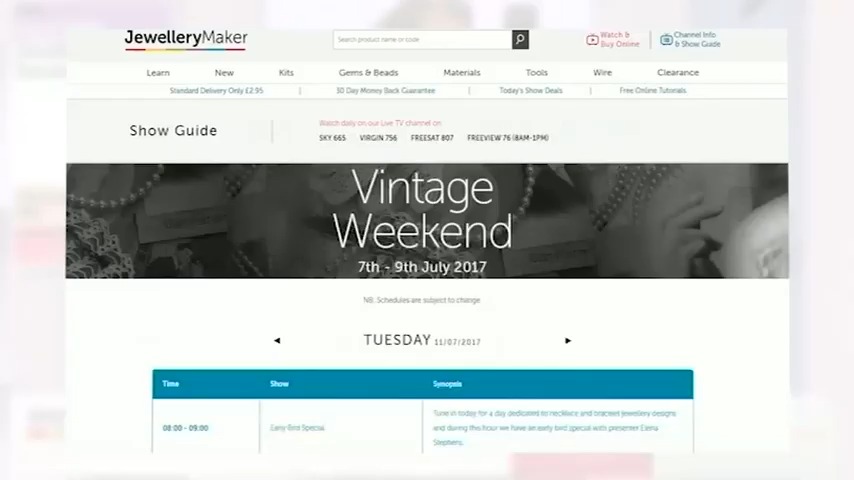 JewelleryMaker
Search product name or code
Watch &
Buy Online
Channel Info
& Show Guide
Learn New Kits Gems & Beads Materials Tools Wire Clearance
Standard Delivery Only £2.95 | 30 Day Money Back Guarantee | Today's Show Deals | Free Online Tutorials
Show Guide
Watch daily on our Live TV channel on:
SKY 665 VIRGIN 756 FREESAT 807 FREEVIEW 76 (8AM-1PM)
Vintage
Weekend
7th - 9th July 2017
NB. Schedules are subject to change
TUESDAY 11/07/2017
Time Show Synopsis
08:00 - 09:00 Early Bird Special
Tune in today for a day dedicated to necklace and bracelet jewellery designs
and during this hour we have an early bird special with presenter Elena
Stephens.